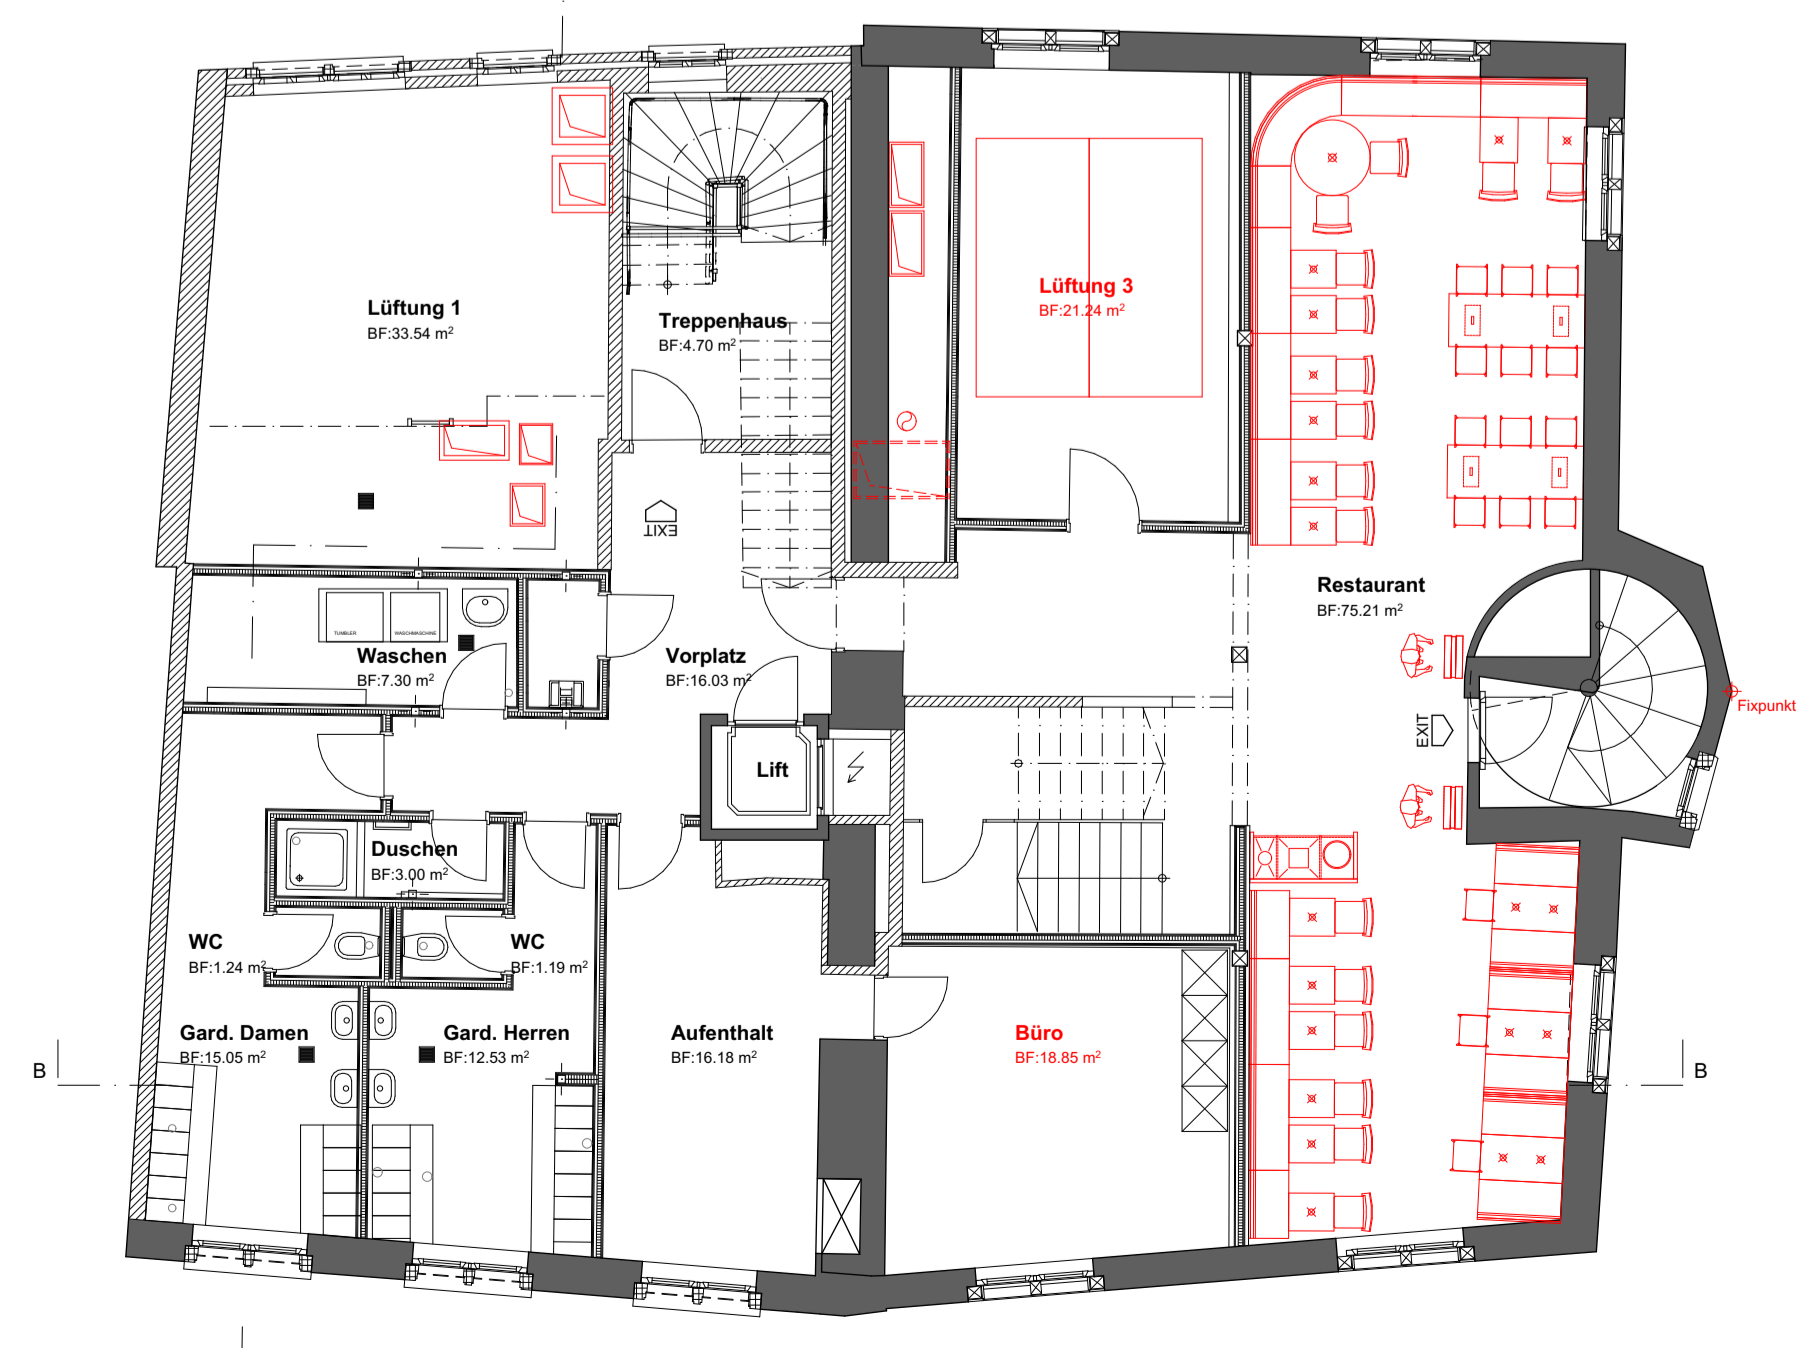 Lüftung 1
BF:33.54 m²
Treppenhaus
BF:4.70 m²
Lüftung 3
BF:21.24 m²
EXIT
Restaurant
BF:75.21 m²
TUMBLER
WASCHMASCHINE
Waschen
BF:7.30 m²
Vorplatz
BF:16.03 m²
Fixpunkt
EXIT
Lift
Duschen
BF:3.00 m²
WC
BF:1.24 m²
WC
BF:1.19 m²
Gard. Damen
BF:15.05 m²
Gard. Herren
BF:12.53 m²
Aufenthalt
BF:16.18 m²
Büro
BF:18.85 m²
B
B